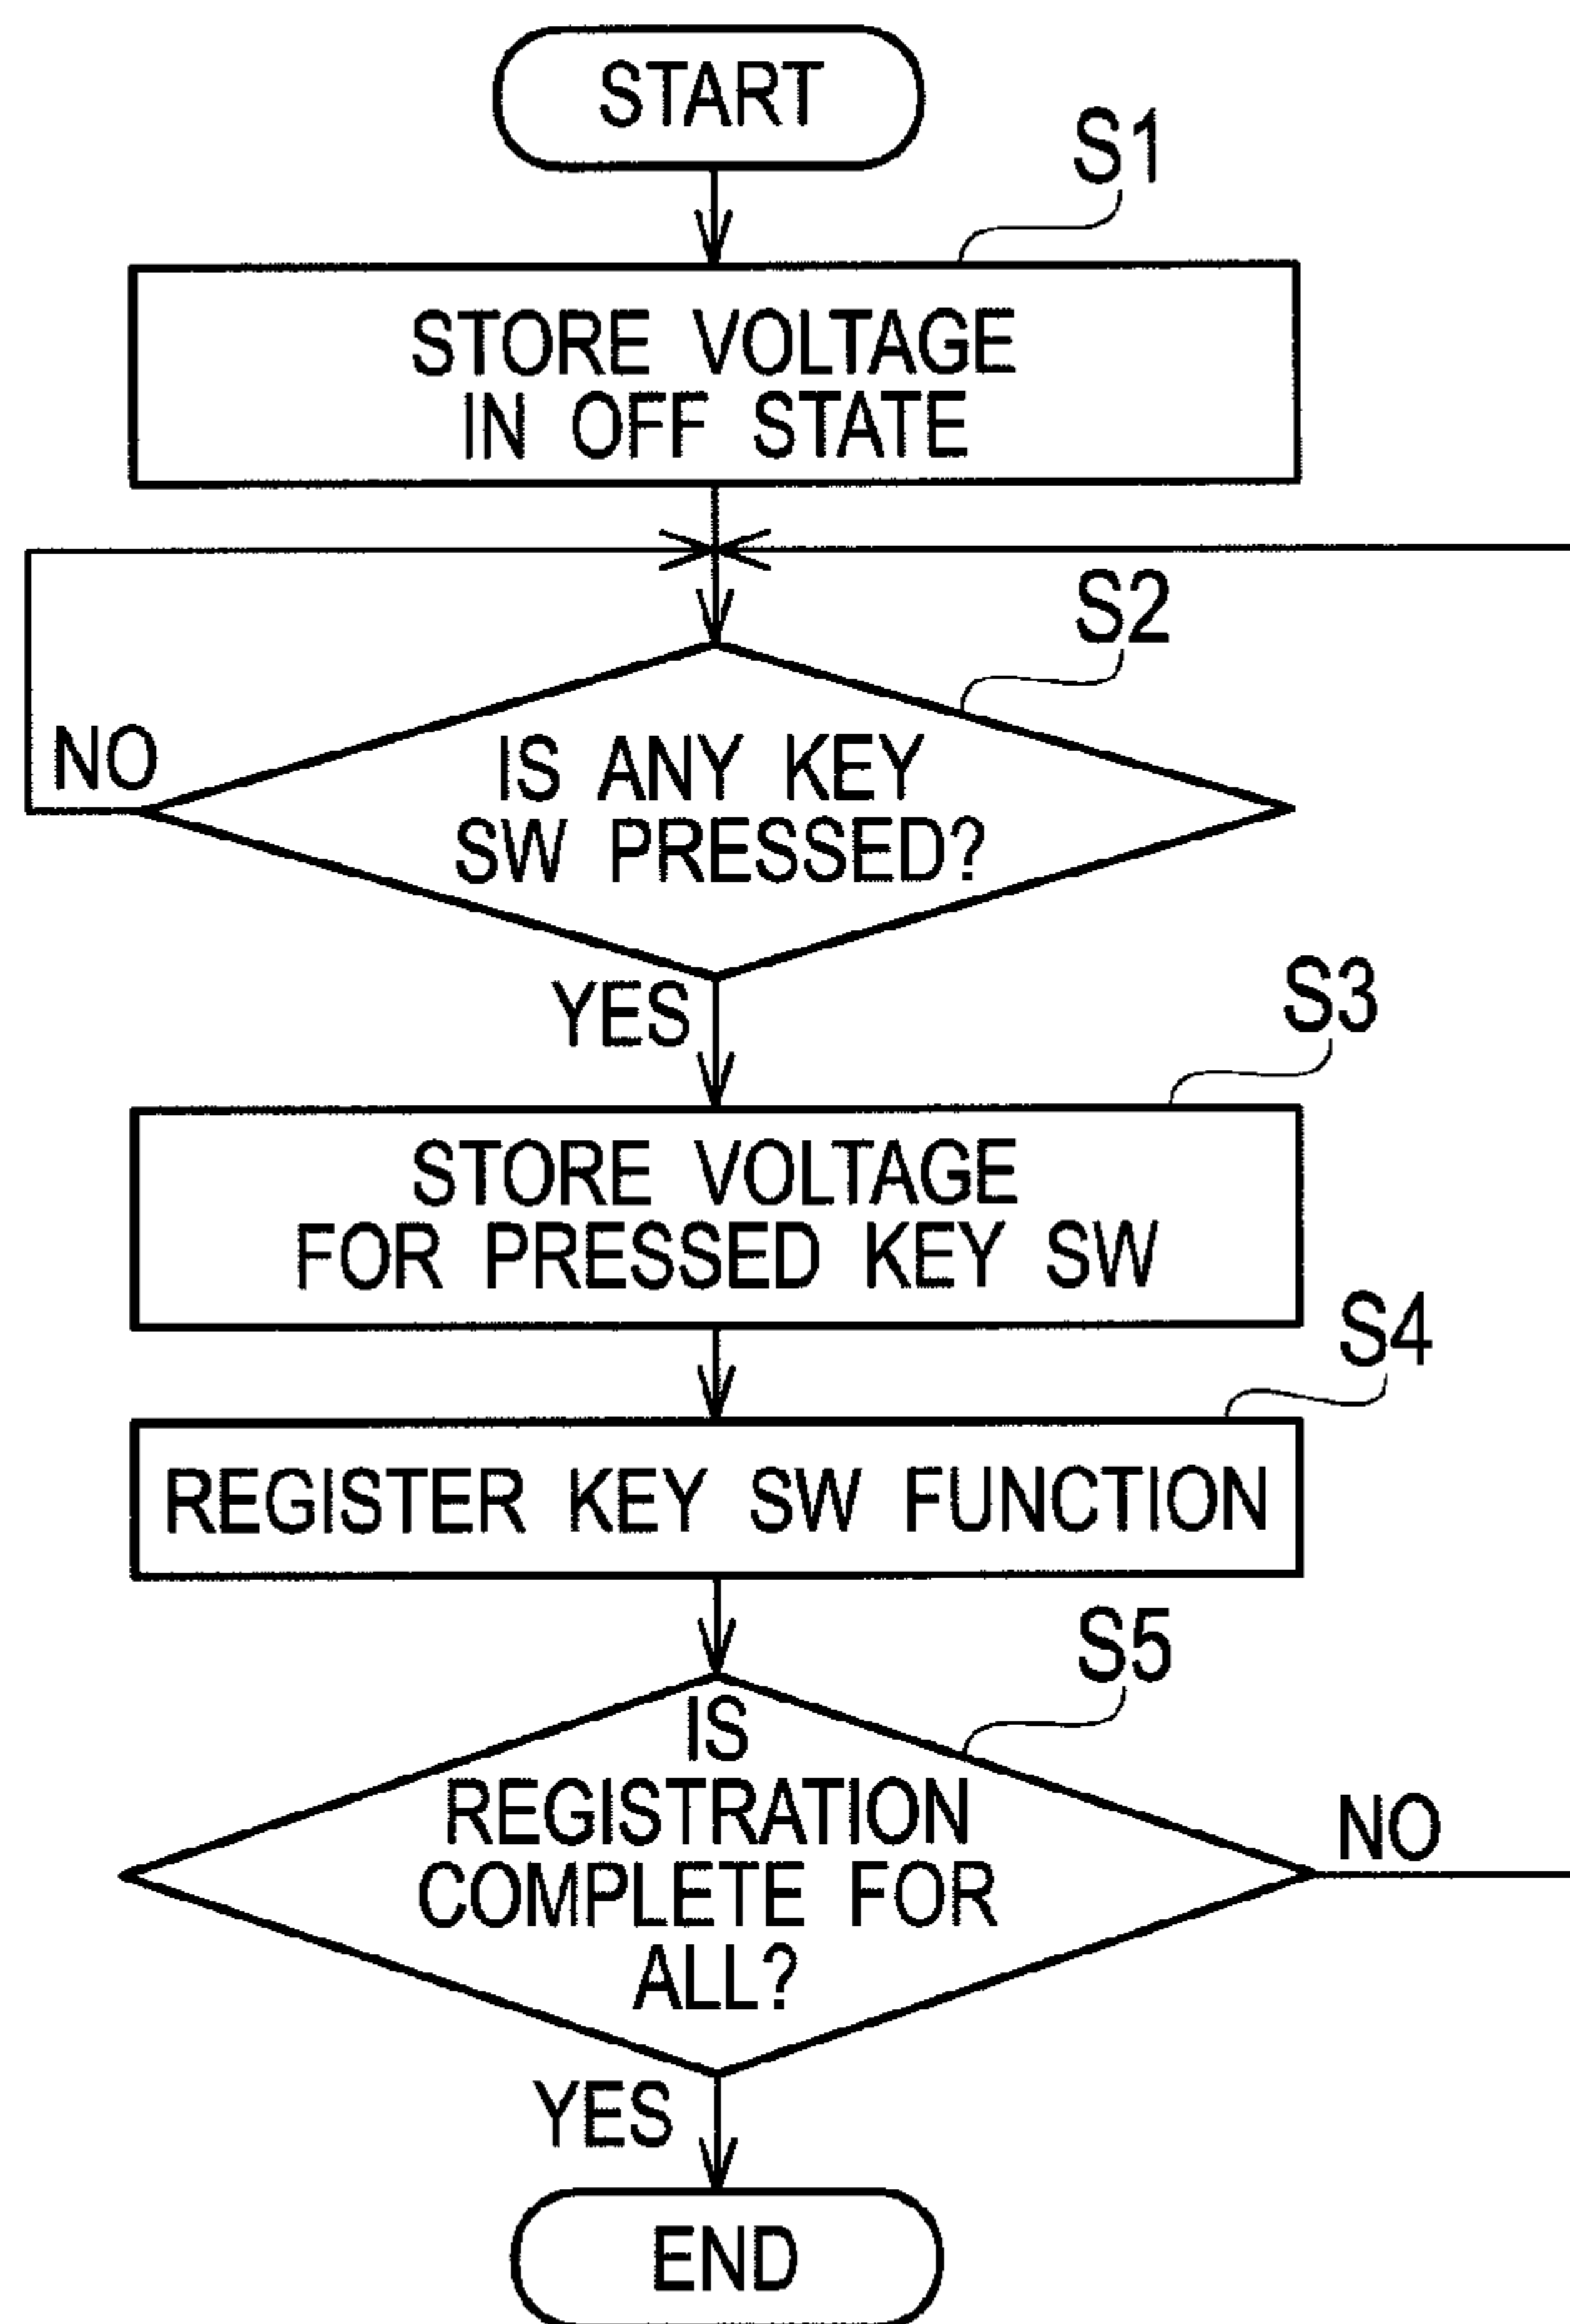 START
S1
STORE VOLTAGE
IN OFF STATE
S2
NO
IS ANY KEY
SW PRESSED?
YES
S3
STORE VOLTAGE
FOR PRESSED KEY SW
S4
REGISTER KEY SW FUNCTION
S5
IS
REGISTRATION
COMPLETE FOR
ALL?
NO
YES
END